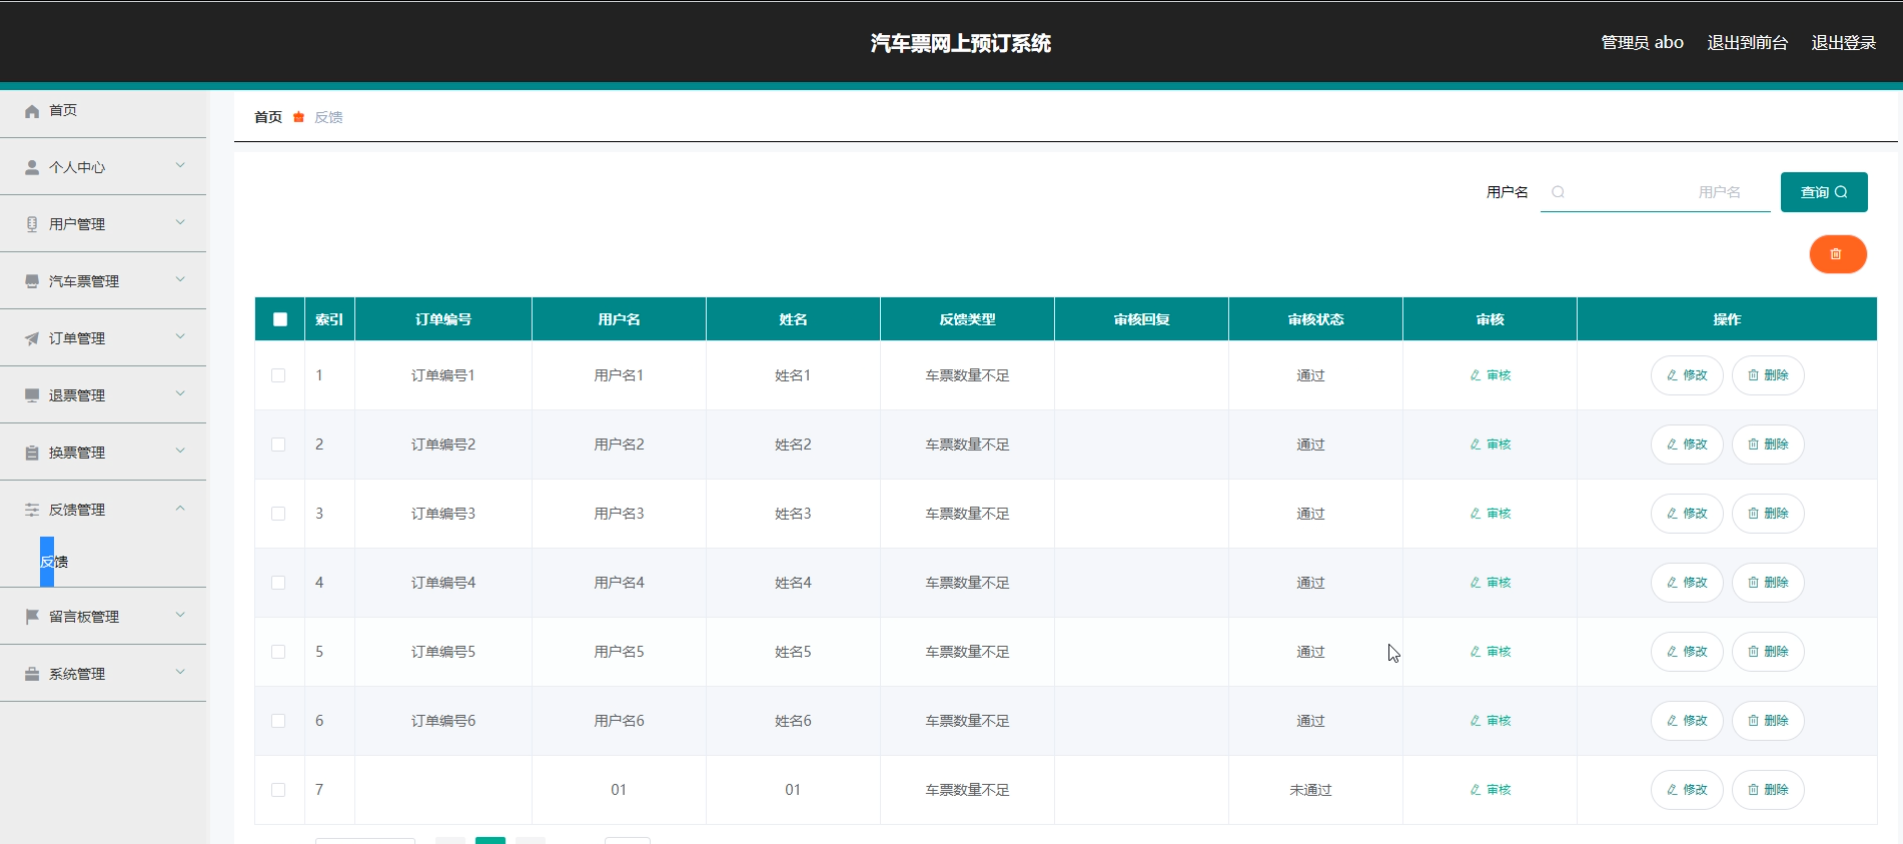 汽车票网上预订系统
管理员 abo 退出到前台 退出登录
首页
个人中心
用户管理
汽车票管理
订单管理
退票管理
换票管理
反馈管理
反馈
留言板管理
系统管理
首页 反馈
用户名 用户名 查询
索引 订单编号 用户名 姓名 反馈类型 审核回复 审核状态 审核 操作
1 订单编号1 用户名1 姓名1 车票数量不足 通过 审核 修改 删除
2 订单编号2 用户名2 姓名2 车票数量不足 通过 审核 修改 删除
3 订单编号3 用户名3 姓名3 车票数量不足 通过 审核 修改 删除
4 订单编号4 用户名4 姓名4 车票数量不足 通过 审核 修改 删除
5 订单编号5 用户名5 姓名5 车票数量不足 通过 审核 修改 删除
6 订单编号6 用户名6 姓名6 车票数量不足 通过 审核 修改 删除
7 01 01 车票数量不足 未通过 审核 修改 删除